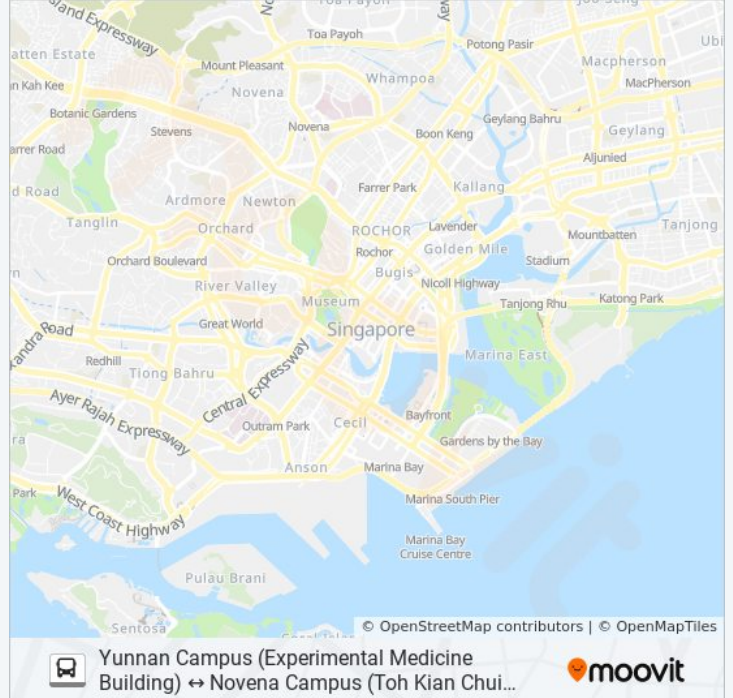 Toa Payoh
Joo Seng
Island Expressway
Toa Payoh
Potong Pasir
Ubi
atten Estate
Mount Pleasant
Macpherson
Whampoa
MacPherson
n Kah Kee
Novena
Botanic Gardens
Stevens
Novena
Geylang Bahru
Boon Keng
Geylang
arrer Road
Aljunied
d Road
Farrer Park
Kallang
Ardmore
Newton
Tanglin
Orchard
ROCHOR
Lavender
Mountbatten
Tanjong
Rochor
Golden Mile
Orchard Boulevard
Stadium
Bugis
River Valley
Nicoll Highway
Museum
Tanjong Rhu
Katong Park
Great World
Singapore
xandra Road
Redhill
Marina East
Tiong Bahru
Central Expressway
Ayer Rajah Expressway
Bayfront
Outram Park
Cecil
Gardens by the Bay
Anson
Marina Bay
Park
West Coast Highway
Marina South Pier
Marina Bay
Cruise Centre
Pulau Brani
Sentosa
© OpenStreetMap contributors | © OpenMapTiles
Yunnan Campus (Experimental Medicine
Building) ↔ Novena Campus (Toh Kian Chui...
moovit